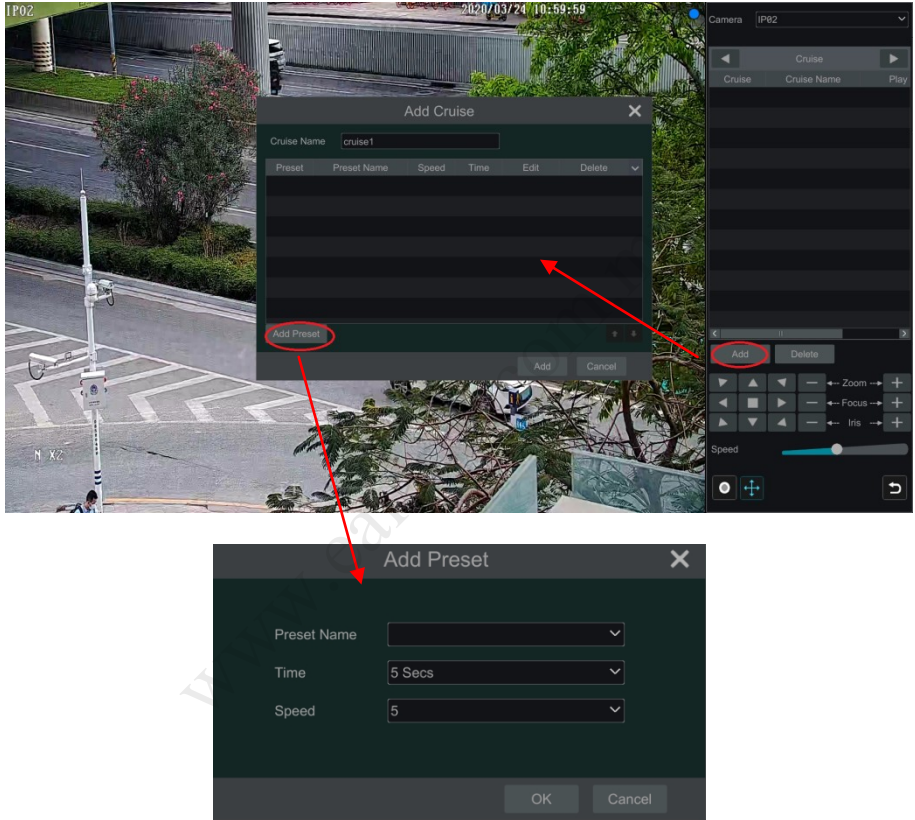 IP02
2020/03/24 10:59:59
Camera IP02
Cruise
Cruise Cruise Name Play
Add Cruise
Cruise Name cruise1
Preset Preset Name Speed Time Edit Delete
Add Preset
Add Cancel
Add Delete
Zoom
Focus
Iris
Speed
N X2
Add Preset
Preset Name
Time 5 Secs
Speed 5
OK Cancel